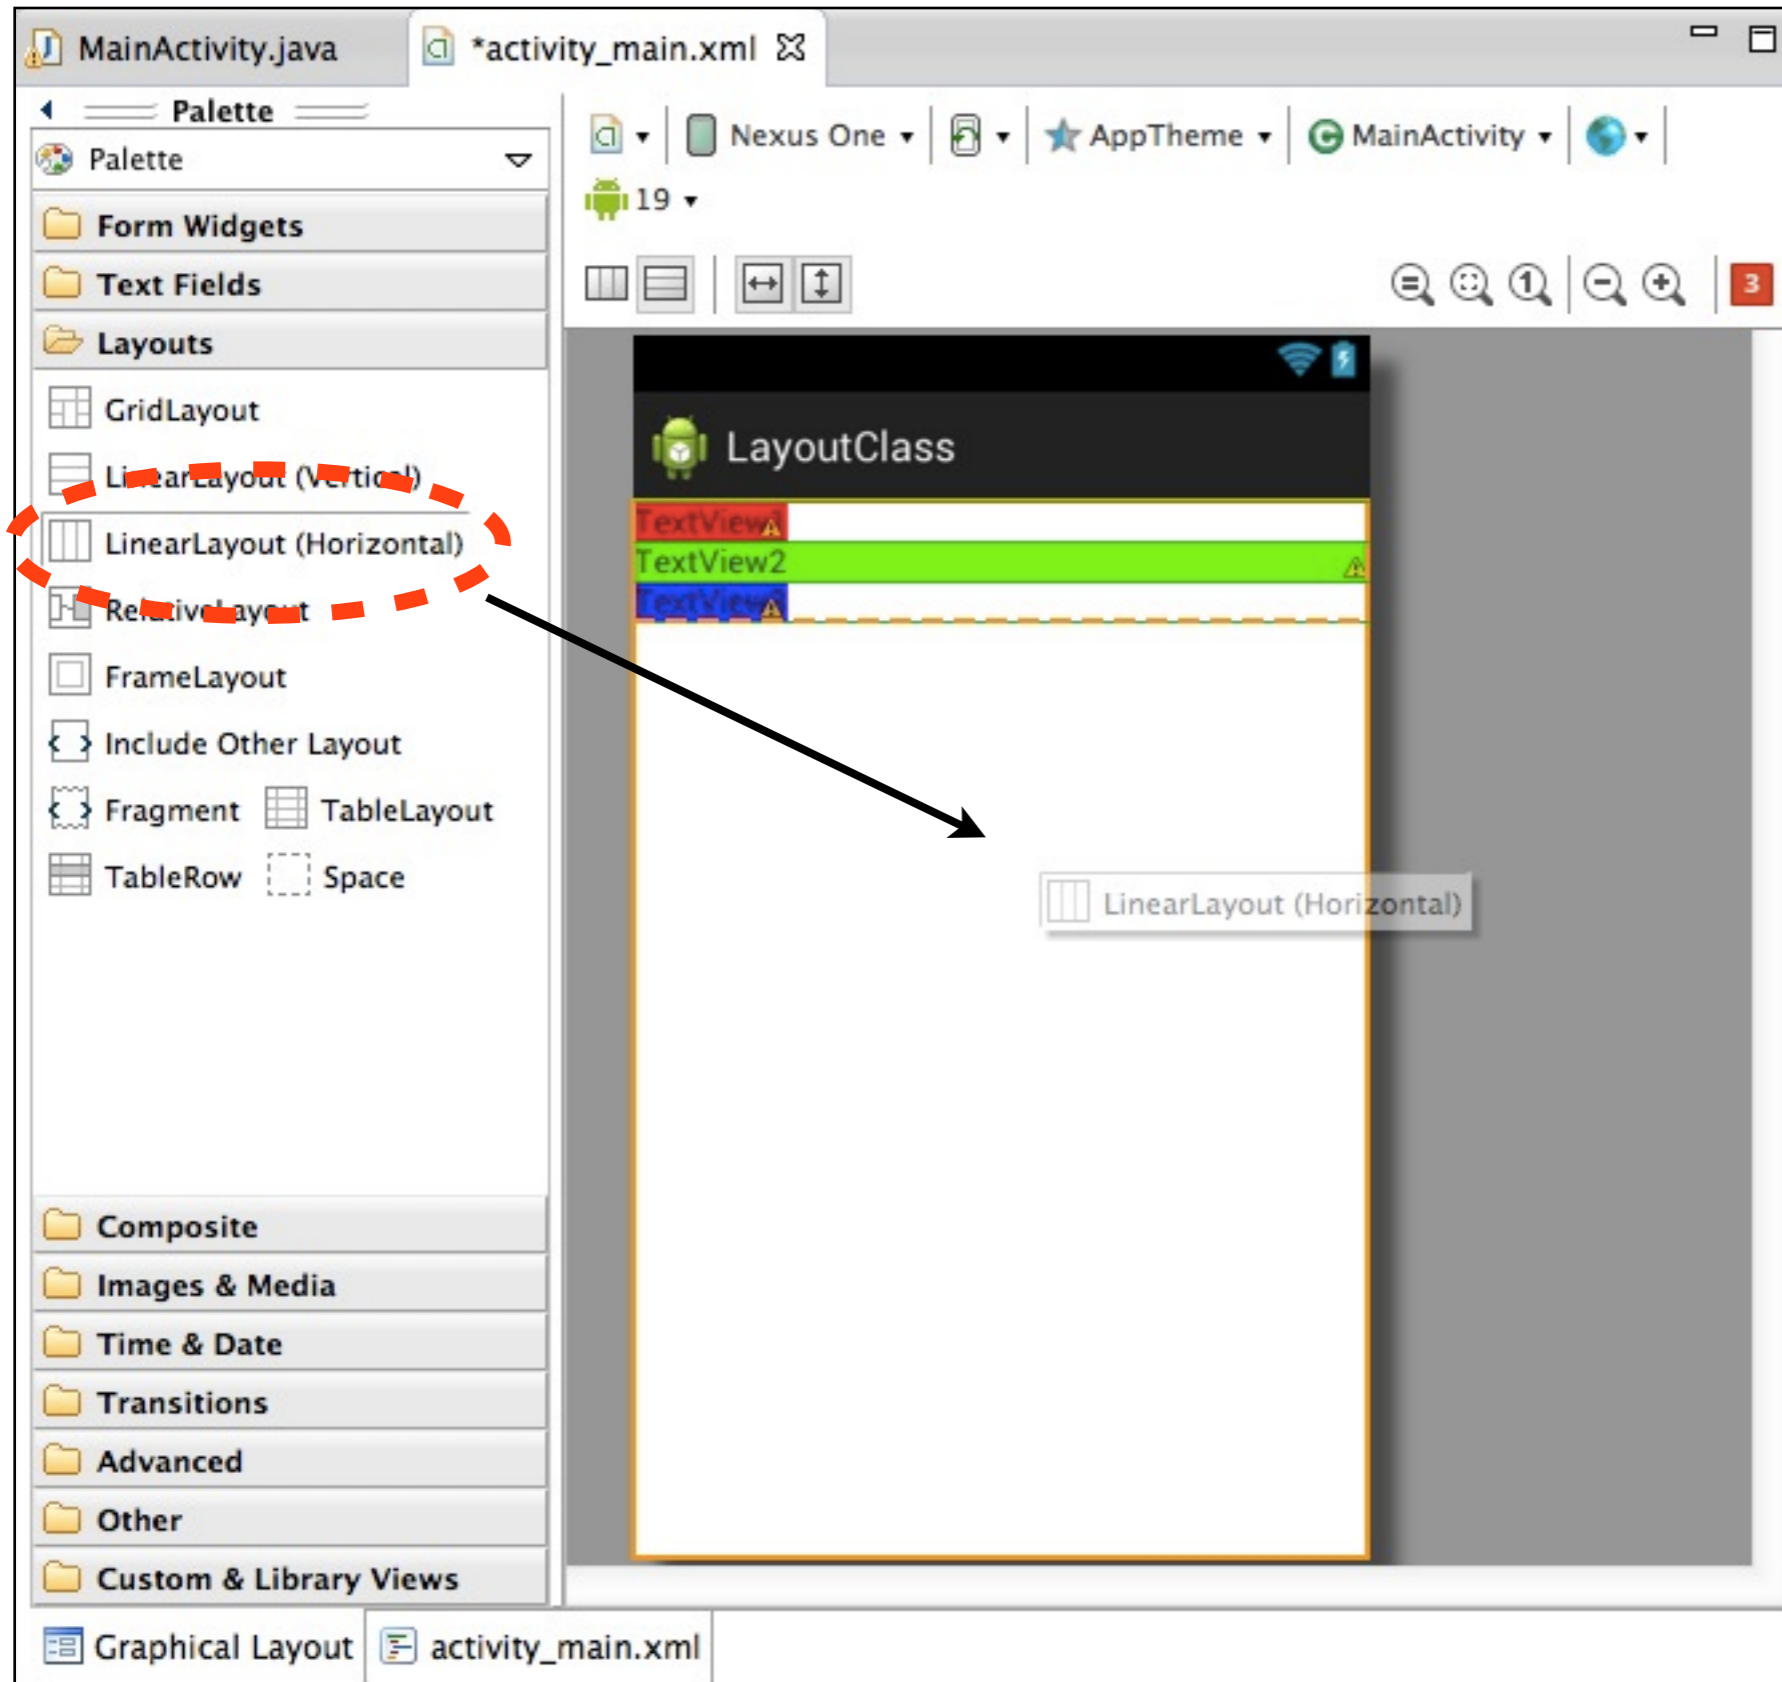 MainActivity.java
*activity_main.xml
Palette
Palette
Nexus One
AppTheme
MainActivity
19
Form Widgets
Text Fields
Layouts
GridLayout
LinearLayout (Vertical)
LinearLayout (Horizontal)
RelativeLayout
FrameLayout
Include Other Layout
Fragment TableLayout
TableRow Space
Composite
Images & Media
Time & Date
Transitions
Advanced
Other
Custom & Library Views
1
3
LayoutClass
TextView1
TextView2
TextView3
LinearLayout (Horizontal)
Graphical Layout
activity_main.xml